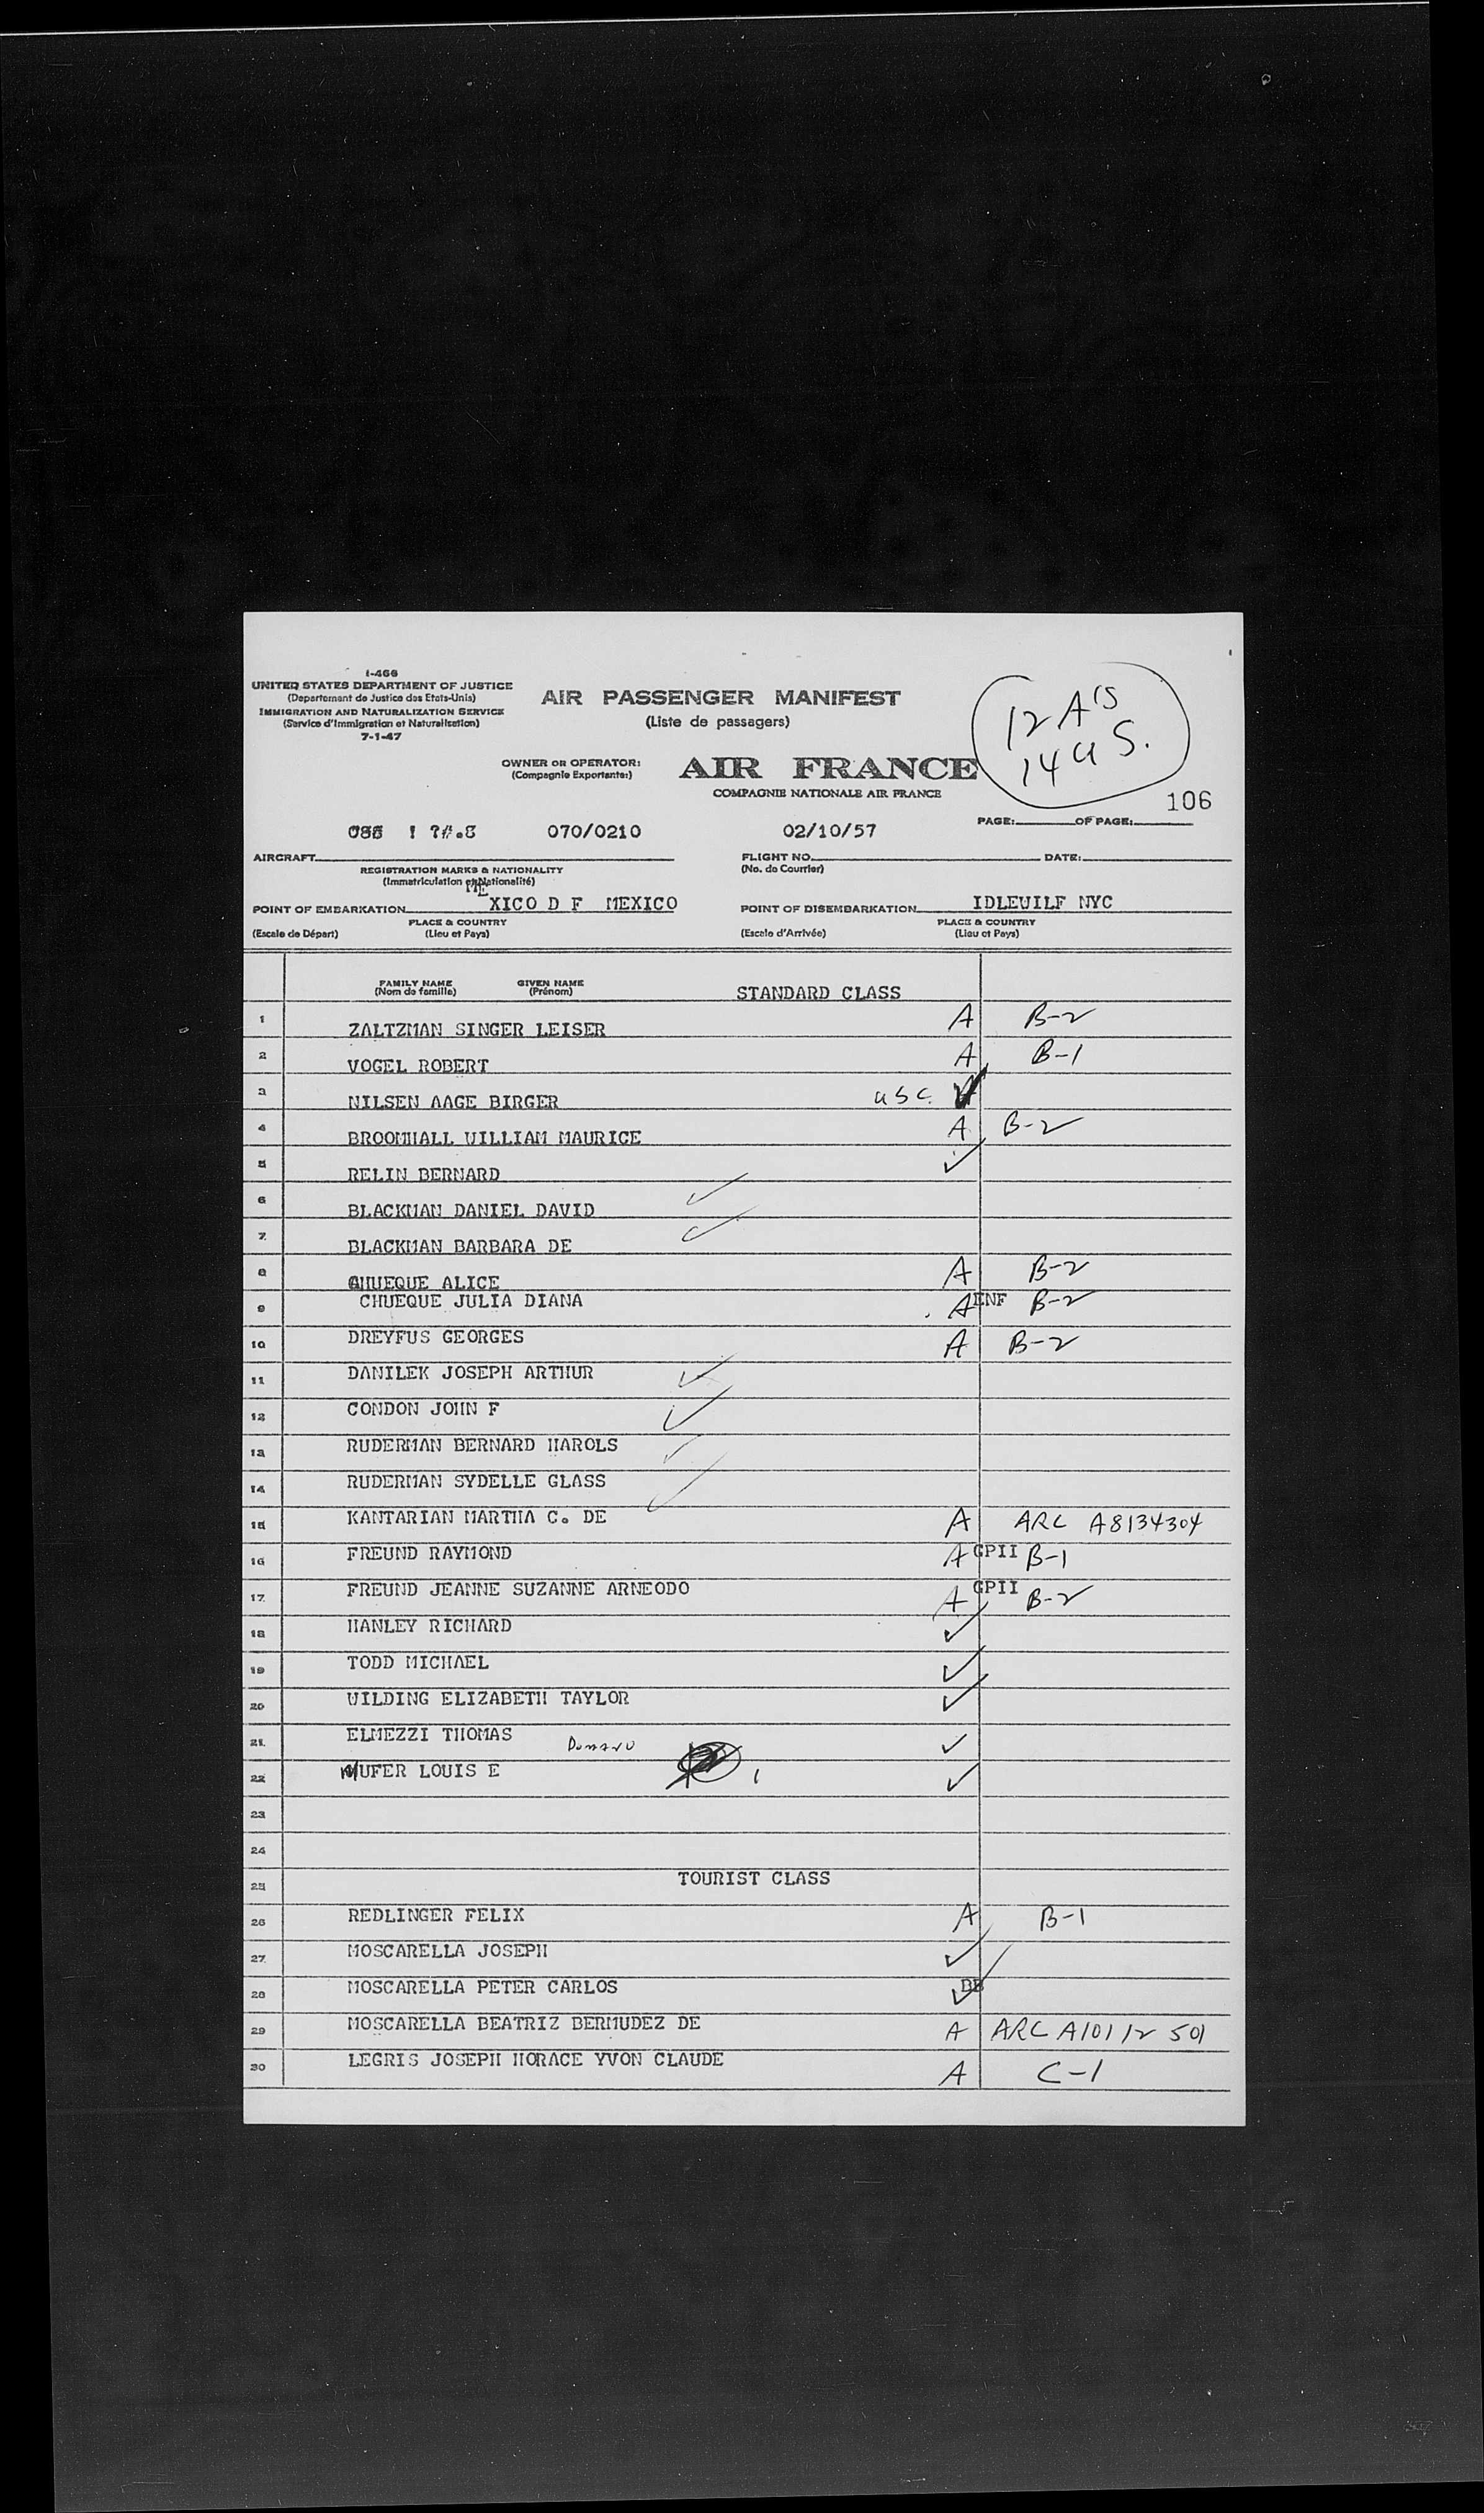 I-466
UNITED STATES DEPARTMENT OF JUSTICE
(Departement de Justice des Etats-Unis)
IMMIGRATION AND NATURALIZATION SERVICE
(Service d'Immigration et Naturalisation)
7-1-47
AIR PASSENGER MANIFEST
(Liste de passagers)
12 A'S
14 U S.
OWNER OR OPERATOR:
(Compagnie Exportante:)
AIR FRANCE
COMPAGNIE NATIONALE AIR FRANCE
106
PAGE: OF PAGE:
070/0210 02/10/57
AIRCRAFT FLIGHT NO. DATE:
REGISTRATION MARKS & NATIONALITY (No. de Courrier)
(Immatriculation et Nationalité)
POINT OF EMBARKATION MEXICO D F MEXICO POINT OF DISEMBARKATION IDLEWILF NYC
PLACE & COUNTRY PLACE & COUNTRY
(Escale de Départ) (Lieu et Pays) (Escale d'Arrivée) (Lieu et Pays)
FAMILY NAME GIVEN NAME
(Nom de famille) (Prénom)
STANDARD CLASS
1 ZALTZMAN SINGER LEISER A B-2
2 VOGEL ROBERT A B-1
3 NILSEN AAGE BIRGER USC ✓
4 BROOMHALL WILLIAM MAURICE A B-2
5 RELIN BERNARD ✓
6 BLACKMAN DANIEL DAVID ✓
7 BLACKMAN BARBARA DE ✓
8 CHUEQUE ALICE A B-2
9 CHUEQUE JULIA DIANA A ENF B-2
10 DREYFUS GEORGES A B-2
11 DANILEK JOSEPH ARTHUR ✓
12 CONDON JOHN F ✓
13 RUDERMAN BERNARD HAROLS ✓
14 RUDERMAN SYDELLE GLASS ✓
15 KANTARIAN MARTHA C. DE A ARC A8134304
16 FREUND RAYMOND A GPII B-1
17 FREUND JEANNE SUZANNE ARNEODO A GPII B-2
18 HANLEY RICHARD ✓
19 TODD MICHAEL ✓
20 WILDING ELIZABETH TAYLOR ✓
21 ELMEZZI THOMAS ✓
22 NUFER LOUIS E ✓
23
24
25 TOURIST CLASS
26 REDLINGER FELIX A B-1
27 MOSCARELLA JOSEPH ✓
28 MOSCARELLA PETER CARLOS BB ✓
29 MOSCARELLA BEATRIZ BERMUDEZ DE A ARC A10112501
30 LEGRIS JOSEPH HORACE YVON CLAUDE A C-1